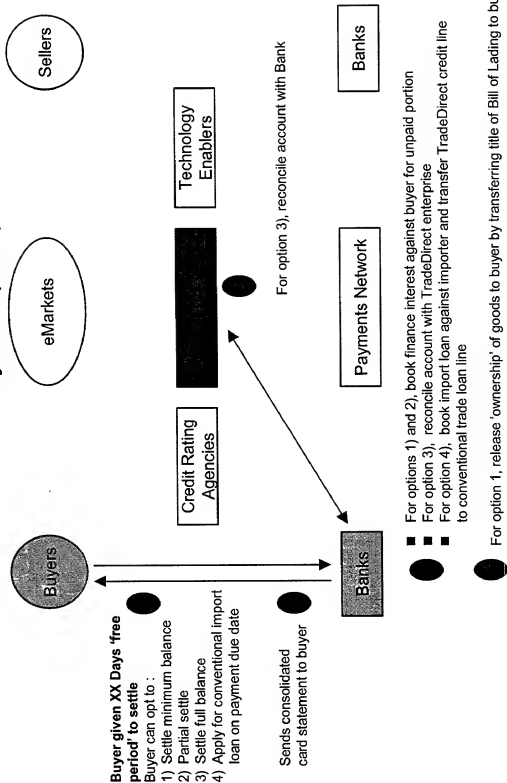 Sellers
eMarkets
Buyers
Technology
Enablers
Credit Rating
Agencies
For option 3), reconcile account with Bank
Buyer given XX Days 'free
period' to settle
Buyer can opt to :
1) Settle minimum balance
2) Partial settle
3) Settle full balance
4) Apply for conventional import
loan on payment due date
Sends consolidated
card statement to buyer
Banks
Payments Network
Banks
■ For options 1) and 2), book finance interest against buyer for unpaid portion
■ For option 3), reconcile account with TradeDirect enterprise
■ For option 4), book import loan against importer and transfer TradeDirect credit line
to conventional trade loan line
For option 1, release 'ownership' of goods to buyer by transferring title of Bill of Lading to bu